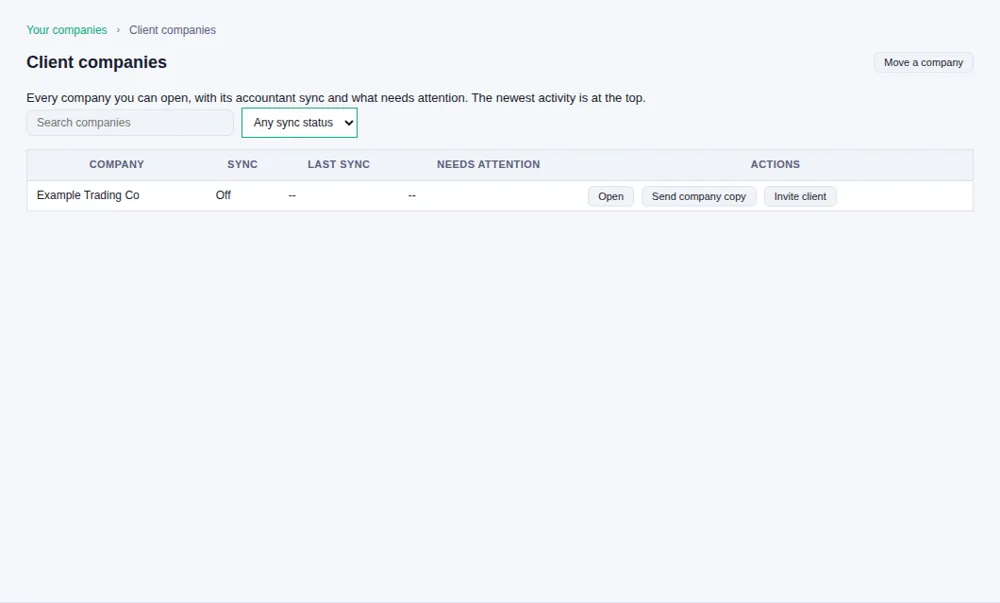 Your companies › Client companies
Client companies
Move a company
Every company you can open, with its accountant sync and what needs attention. The newest activity is at the top.
Search companies
Any sync status
COMPANY SYNC LAST SYNC NEEDS ATTENTION ACTIONS
Example Trading Co Off -- -- Open Send company copy Invite client